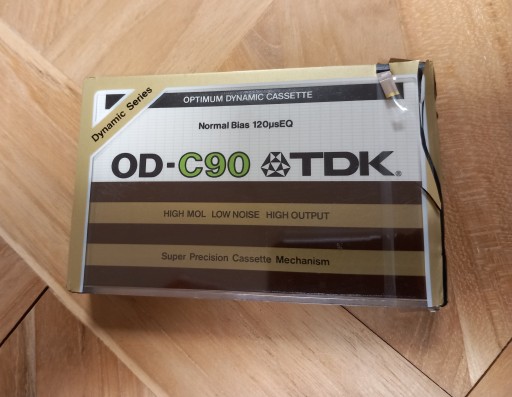 Dynamic Series
OPTIMUM DYNAMIC CASSETTE
Normal Bias 120µsEQ
OD-C90 TDK®
HIGH MOL LOW NOISE HIGH OUTPUT
Super Precision Cassette Mechanism